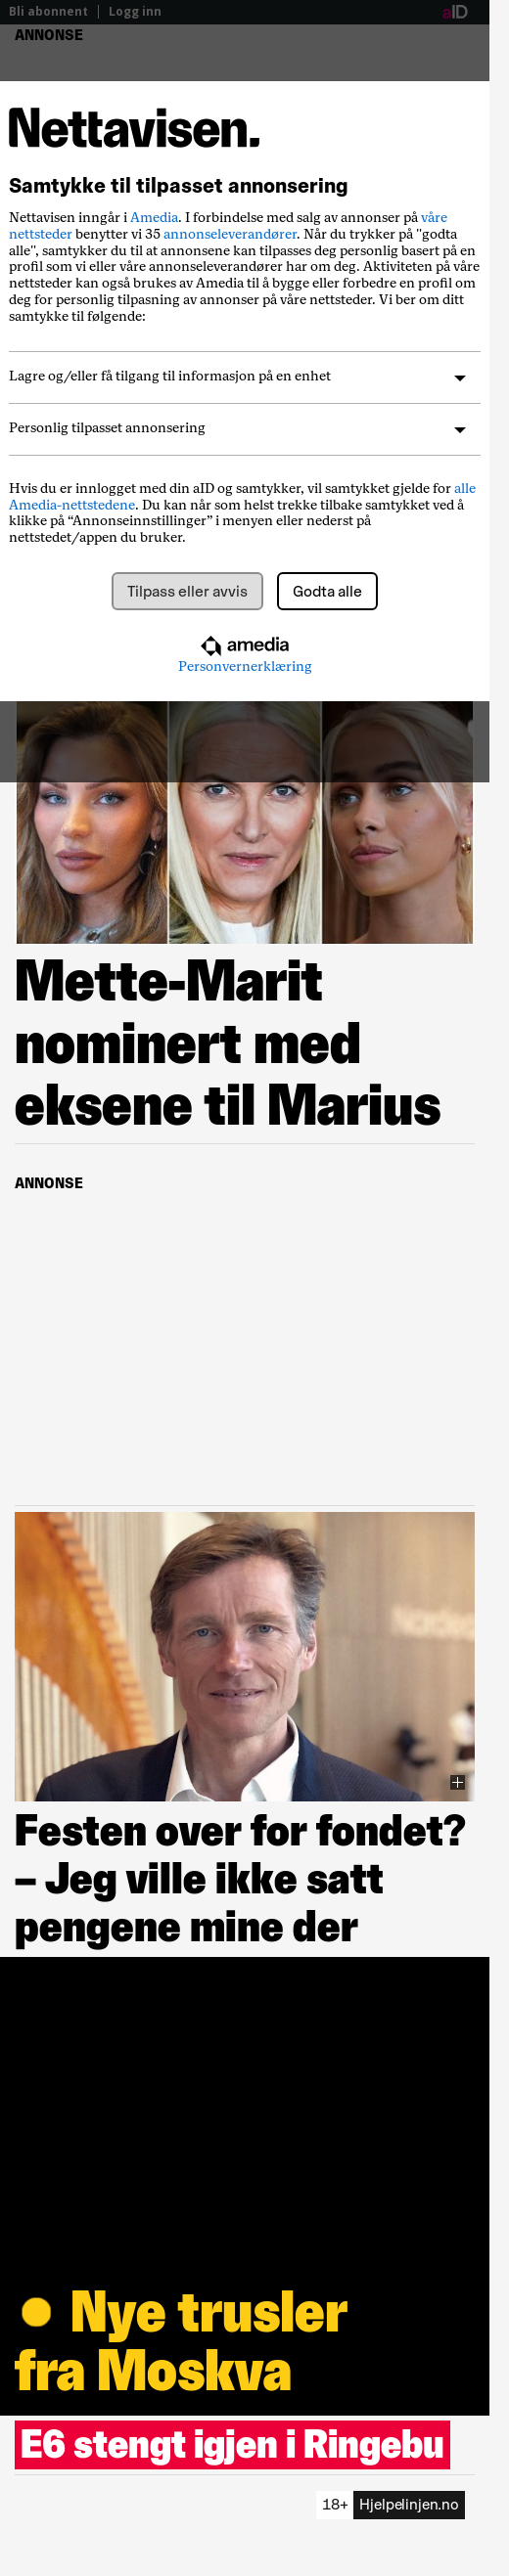 Bli abonnent | Logg inn
aID
ANNONSE
Nettavisen.
Samtykke til tilpasset annonsering
Nettavisen inngår i Amedia. I forbindelse med salg av annonser på våre
nettsteder benytter vi 35 annonseleverandører. Når du trykker på "godta
alle", samtykker du til at annonsene kan tilpasses deg personlig basert på en
profil som vi eller våre annonseleverandører har om deg. Aktiviteten på våre
nettsteder kan også brukes av Amedia til å bygge eller forbedre en profil om
deg for personlig tilpasning av annonser på våre nettsteder. Vi ber om ditt
samtykke til følgende:
Lagre og/eller få tilgang til informasjon på en enhet
Personlig tilpasset annonsering
Hvis du er innlogget med din aID og samtykker, vil samtykket gjelde for alle
Amedia-nettstedene. Du kan når som helst trekke tilbake samtykket ved å
klikke på “Annonseinnstillinger” i menyen eller nederst på
nettstedet/appen du bruker.
Tilpass eller avvis
Godta alle
amedia
Personvernerklæring
Mette-Marit
nominert med
eksene til Marius
ANNONSE
Festen over for fondet?
– Jeg ville ikke satt
pengene mine der
Nye trusler
fra Moskva
E6 stengt igjen i Ringebu
18+ Hjelpelinjen.no